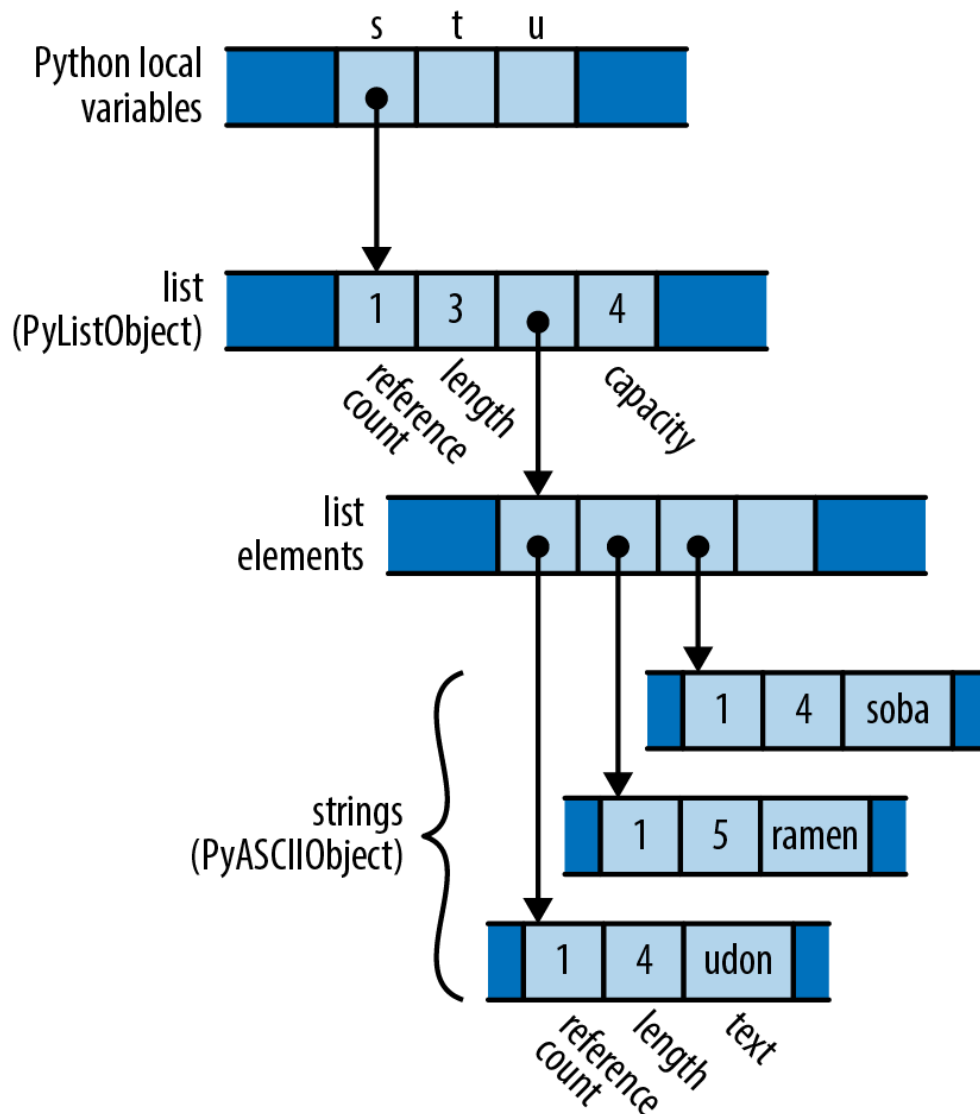 s t u
Python local
variables
list
(PyListObject)
1 3 4
reference
count
length
capacity
list
elements
1 4 soba
strings
(PyASCIIObject)
1 5 ramen
1 4 udon
reference
count
length
text